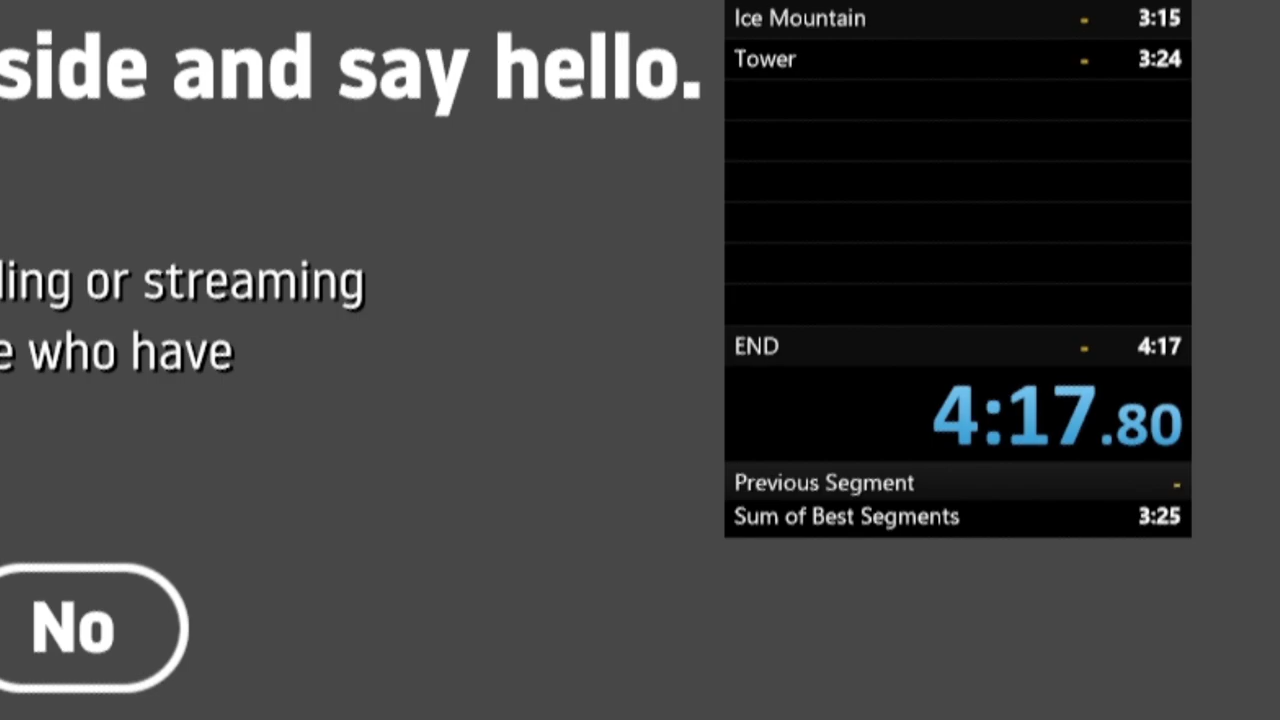 side and say hello.
ling or streaming
e who have
No
Ice Mountain - 3:15
Tower - 3:24
END - 4:17
4:17.80
Previous Segment -
Sum of Best Segments 3:25